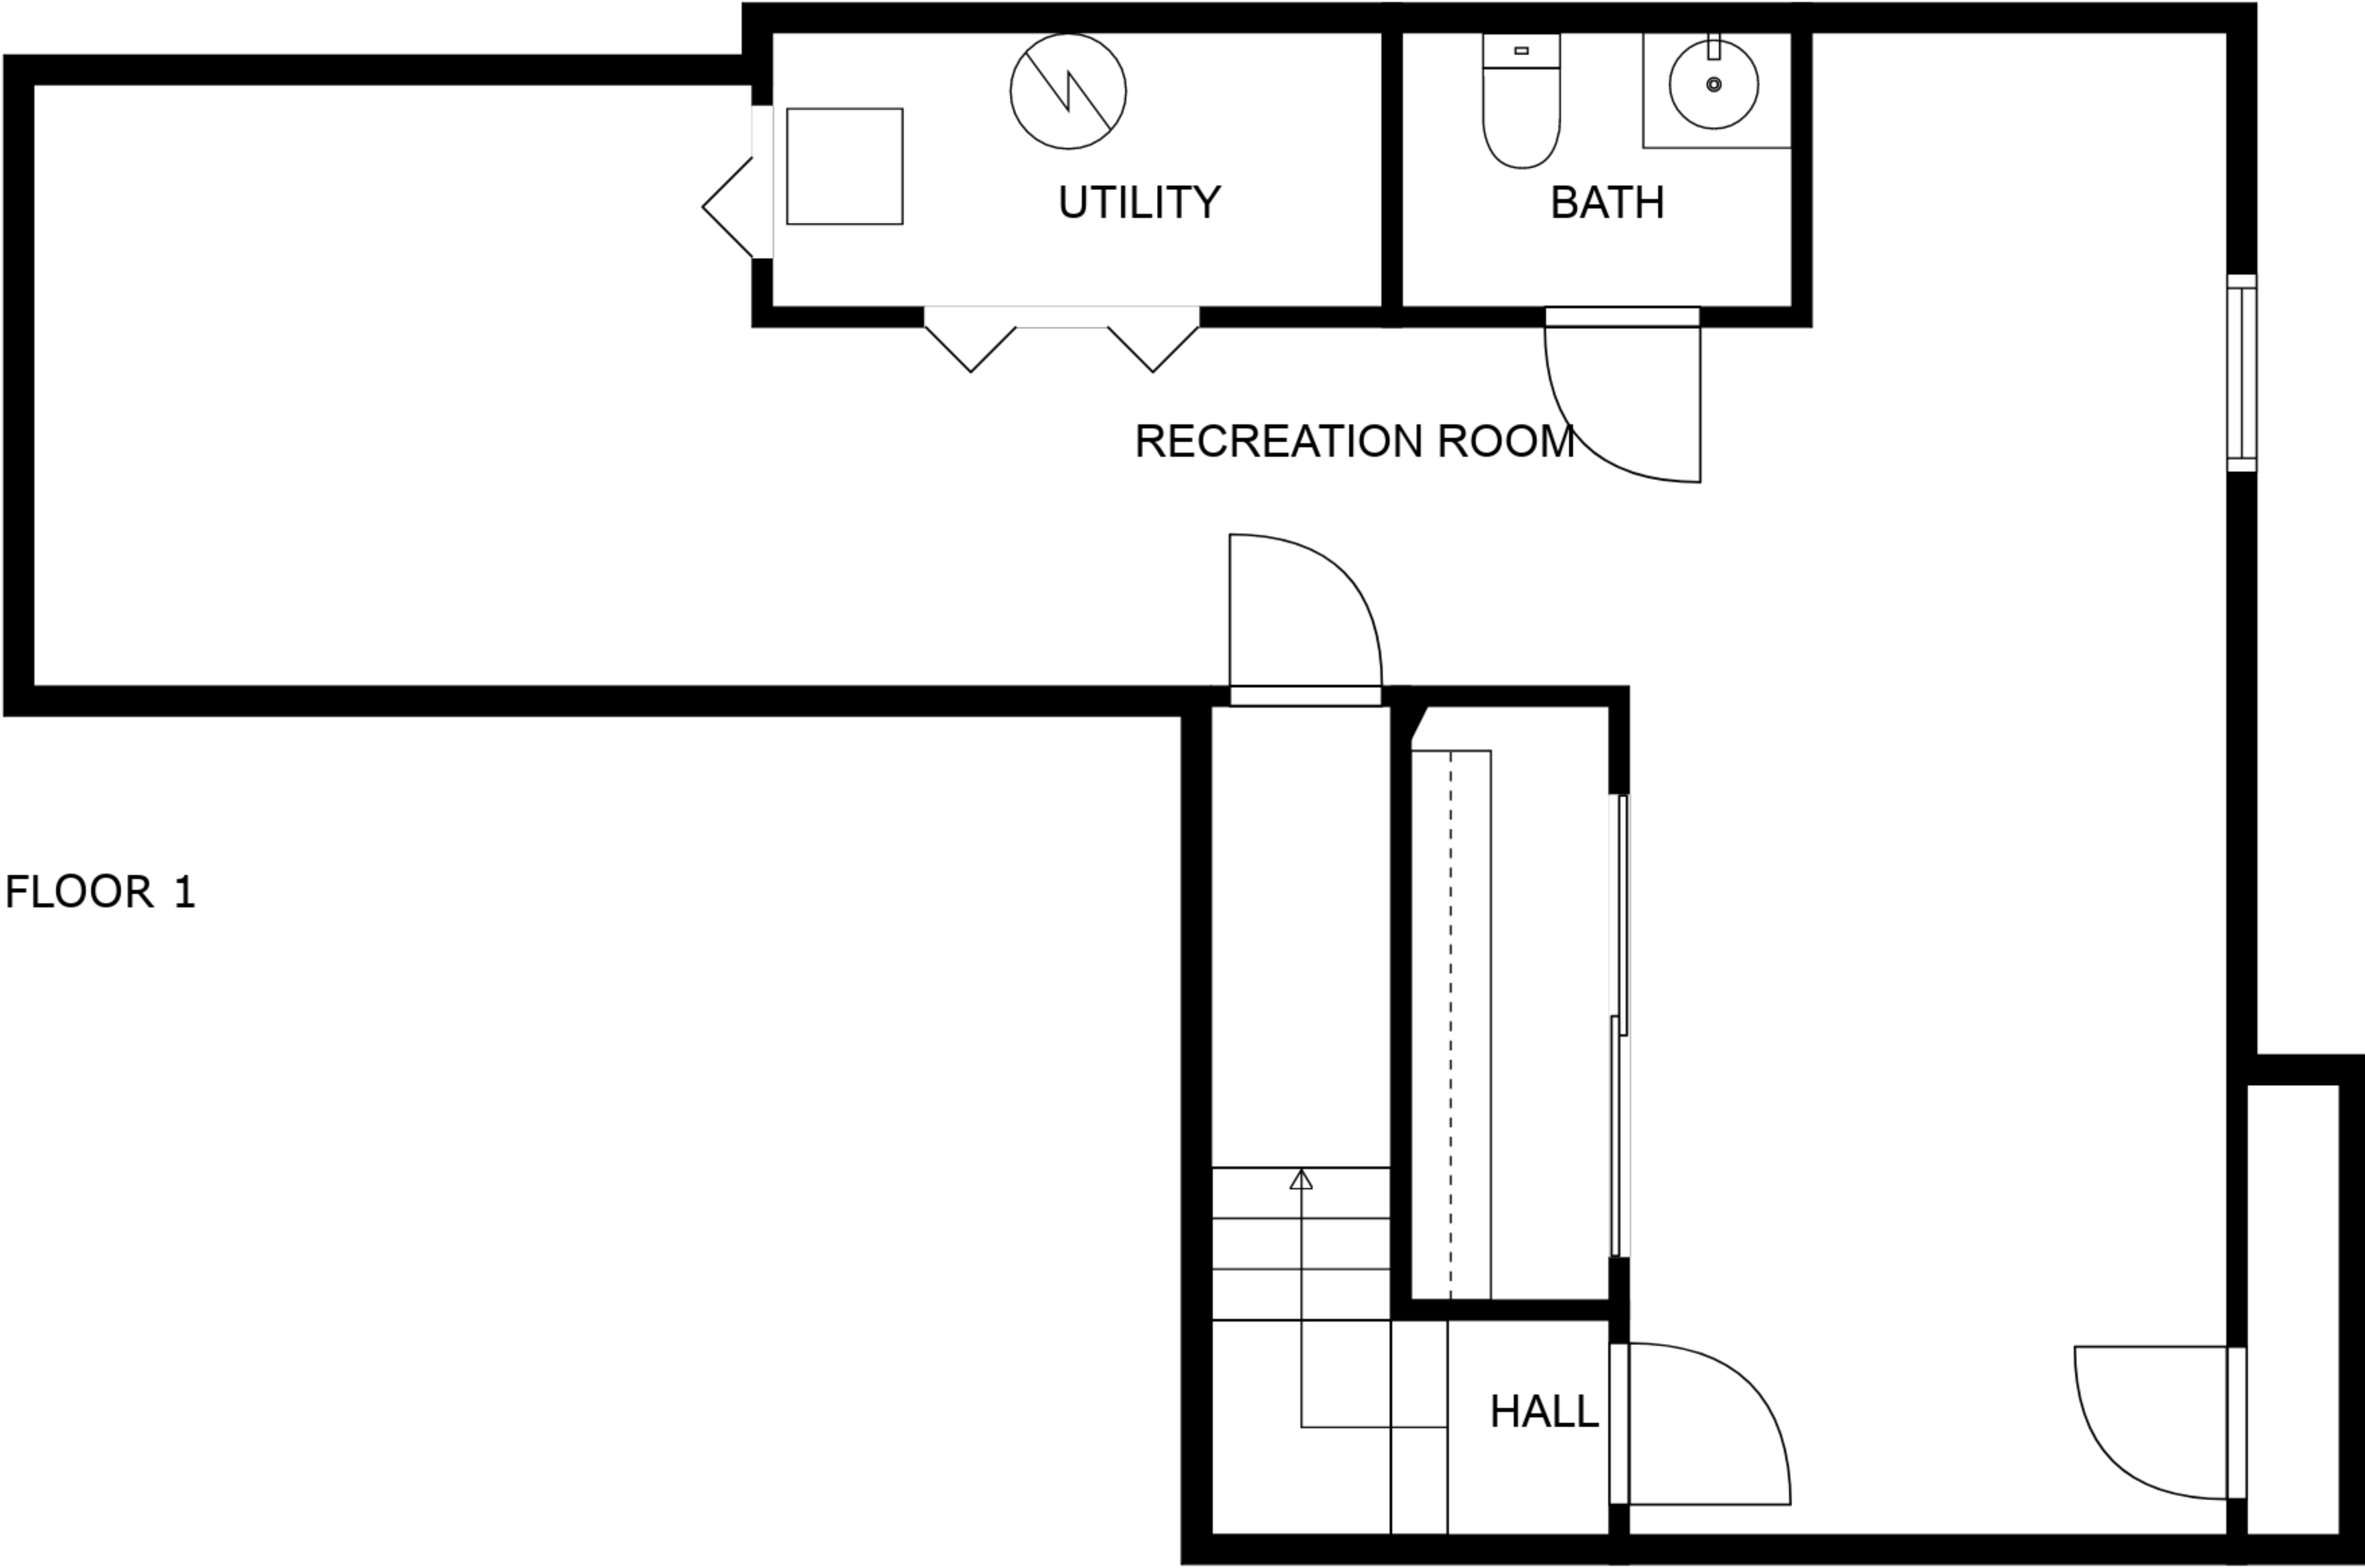 UTILITY
BATH
RECREATION ROOM
FLOOR 1
HALL